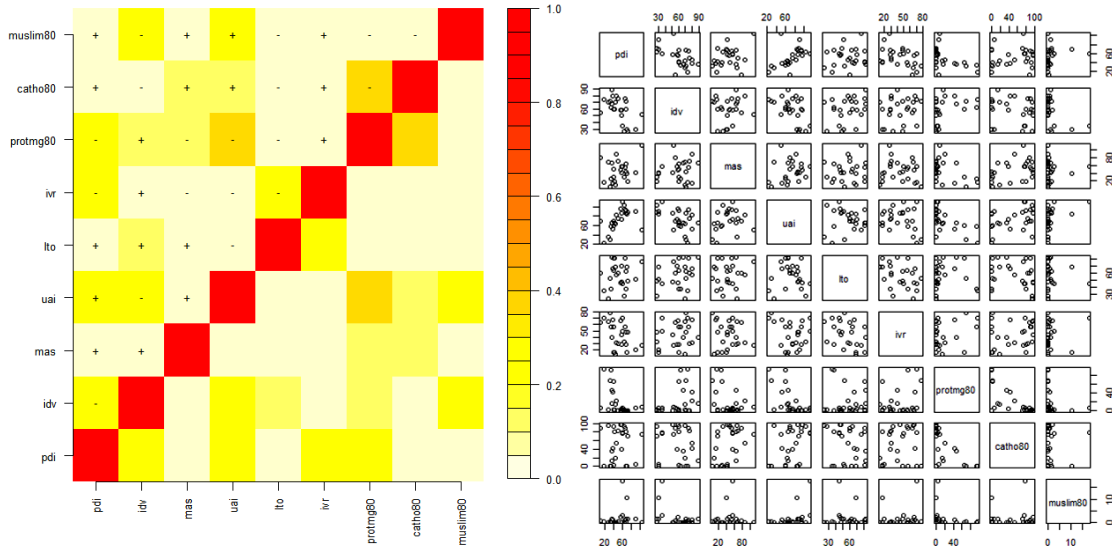 1.0
0.8
0.6
0.4
0.2
0.0
muslim80 + - + + - + - -
catho80 + - + + - + -
protmg80 - + - - - +
ivr - + - - -
lto + + + -
uai + - +
mas + +
idv -
pdi
pdi idv mas uai lto ivr protmg80 catho80 muslim80
30 60 90 20 60 20 50 80 0 40 100
pdi 20 60
30 60 90 idv
mas 20 60
20 60 uai
lto 30 60
20 50 80 ivr
protmg80 0 40
0 40 100 catho80
muslim80 0 10
20 60 20 80 30 60 0 40 0 10